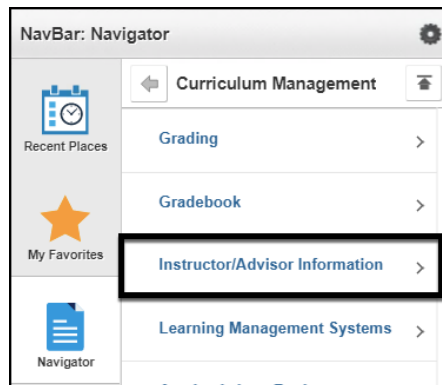 NavBar: Navigator
Curriculum Management
Recent Places
Grading
Gradebook
My Favorites
Instructor/Advisor Information
Learning Management Systems
Navigator